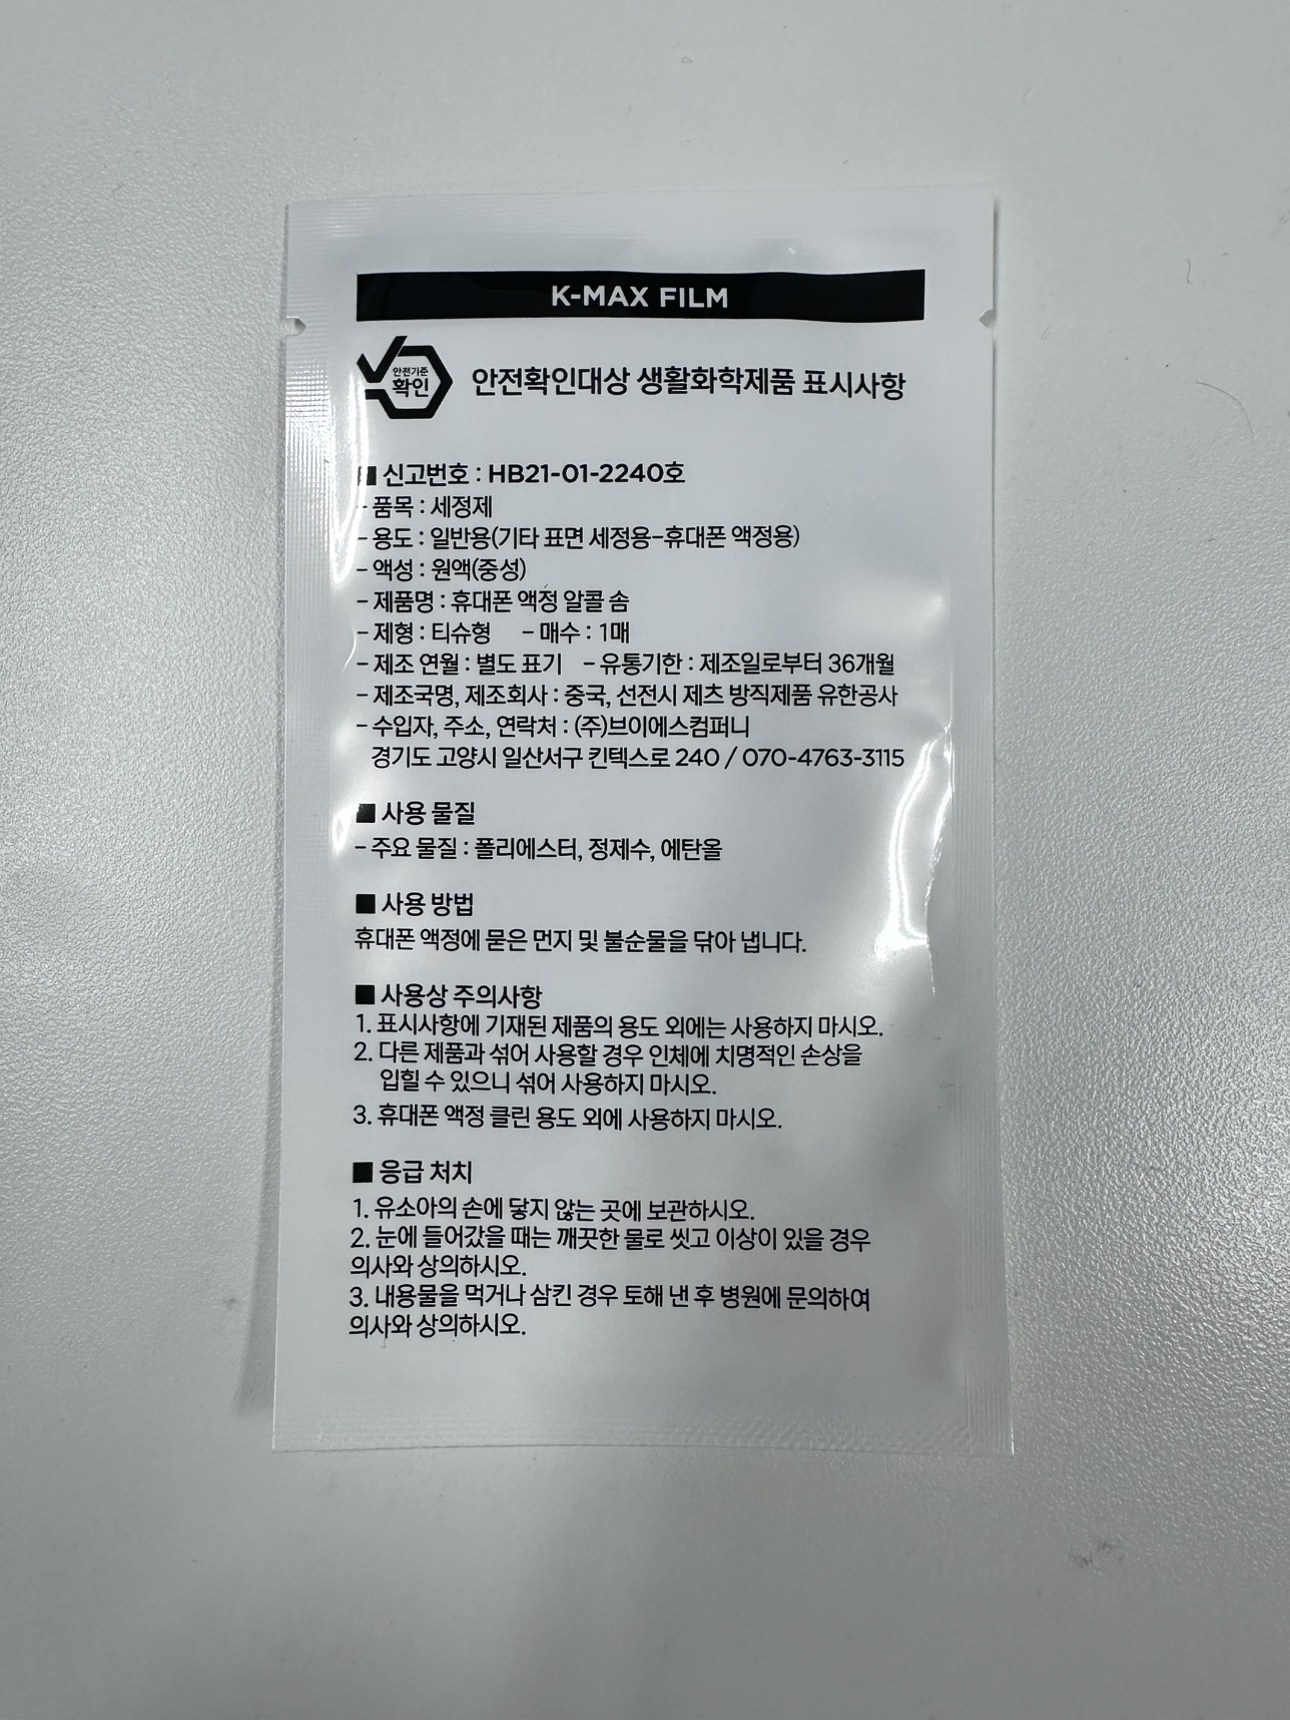 K-MAX FILM
안전기준
확인
안전확인대상 생활화학제품 표시사항
■ 신고번호 : HB21-01-2240호
- 품목 : 세정제
- 용도 : 일반용(기타 표면 세정용-휴대폰 액정용)
- 액성 : 원액(중성)
- 제품명 : 휴대폰 액정 알콜 솜
- 제형 : 티슈형 - 매수 : 1매
- 제조 연월 : 별도 표기 - 유통기한 : 제조일로부터 36개월
- 제조국명, 제조회사 : 중국, 선전시 제츠 방직제품 유한공사
- 수입자, 주소, 연락처 : (주)브이에스컴퍼니
경기도 고양시 일산서구 킨텍스로 240 / 070-4763-3115
■ 사용 물질
- 주요 물질 : 폴리에스터, 정제수, 에탄올
■ 사용 방법
휴대폰 액정에 묻은 먼지 및 불순물을 닦아 냅니다.
■ 사용상 주의사항
1. 표시사항에 기재된 제품의 용도 외에는 사용하지 마시오.
2. 다른 제품과 섞어 사용할 경우 인체에 치명적인 손상을
입힐 수 있으니 섞어 사용하지 마시오.
3. 휴대폰 액정 클린 용도 외에 사용하지 마시오.
■ 응급 처치
1. 유소아의 손에 닿지 않는 곳에 보관하시오.
2. 눈에 들어갔을 때는 깨끗한 물로 씻고 이상이 있을 경우
의사와 상의하시오.
3. 내용물을 먹거나 삼킨 경우 토해 낸 후 병원에 문의하여
의사와 상의하시오.